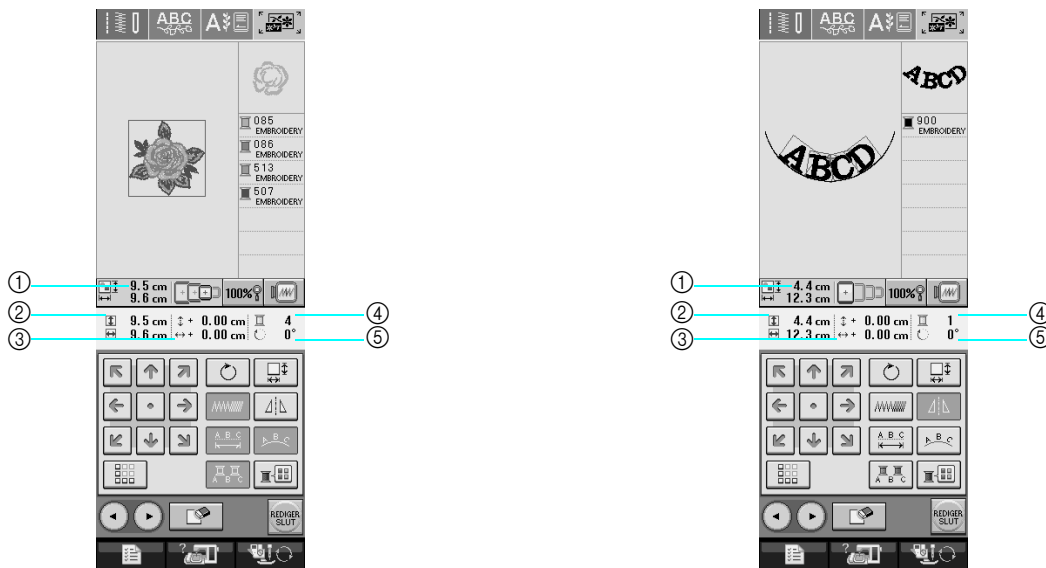 ABC
A
085
EMBROIDERY
086
EMBROIDERY
513
EMBROIDERY
507
EMBROIDERY
① 9.5 cm
9.6 cm 100%
② 9.5 cm + 0.00 cm 4 ④
③ 9.6 cm + 0.00 cm 0° ⑤
A B C
A B C
A B C
REDIGER
SLUT
?
ABC
A
ABCD
900
EMBROIDERY
ABCD
① 4.4 cm
12.3 cm 100%
② 4.4 cm + 0.00 cm 1 ④
③ 12.3 cm + 0.00 cm 0° ⑤
A B C
A B C
A B C
REDIGER
SLUT
?